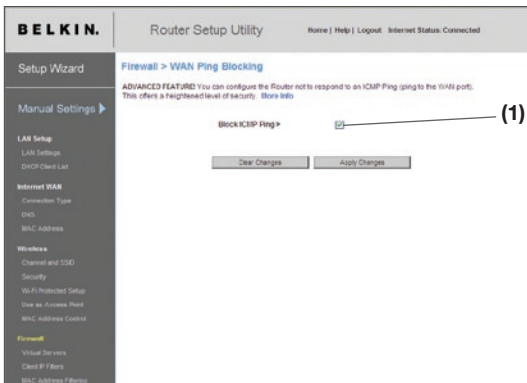 BELKIN.
Router Setup Utility
Home | Help | Logout Internet Status: Connected
Setup Wizard
Manual Settings
LAN Setup
LAN Settings
DHCP Client List
Internet WAN
Connection Type
DNS
MAC Address
Wireless
Channel and SSID
Security
Wi-Fi Protected Setup
Use as Access Point
MAC Address Control
Firewall
Virtual Servers
Client IP Filters
MAC Address Filtering
Firewall > WAN Ping Blocking
ADVANCED FEATURE! You can configure the Router not to respond to an ICMP Ping (ping to the WAN port).
This offers a heightened level of security. More Info
Block ICMP Ping >
(1)
Clear Changes
Apply Changes